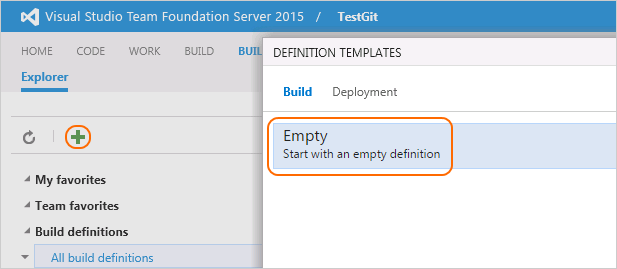 Visual Studio Team Foundation Server 2015 / TestGit
HOME CODE WORK BUILD BUIL
Explorer
DEFINITION TEMPLATES
Build Deployment
Empty
Start with an empty definition
My favorites
Team favorites
Build definitions
All build definitions